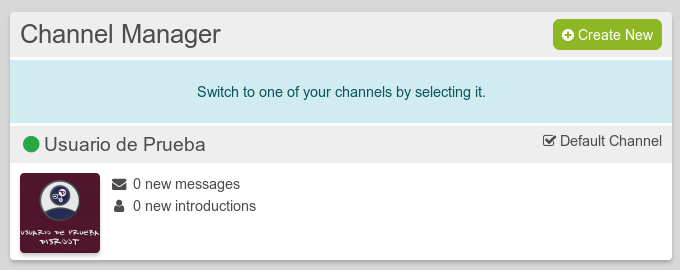 Channel Manager
Create New
Switch to one of your channels by selecting it.
Usuario de Prueba
Default Channel
0 new messages
0 new introductions
USUARIO DE PRUEBA
DISROOT